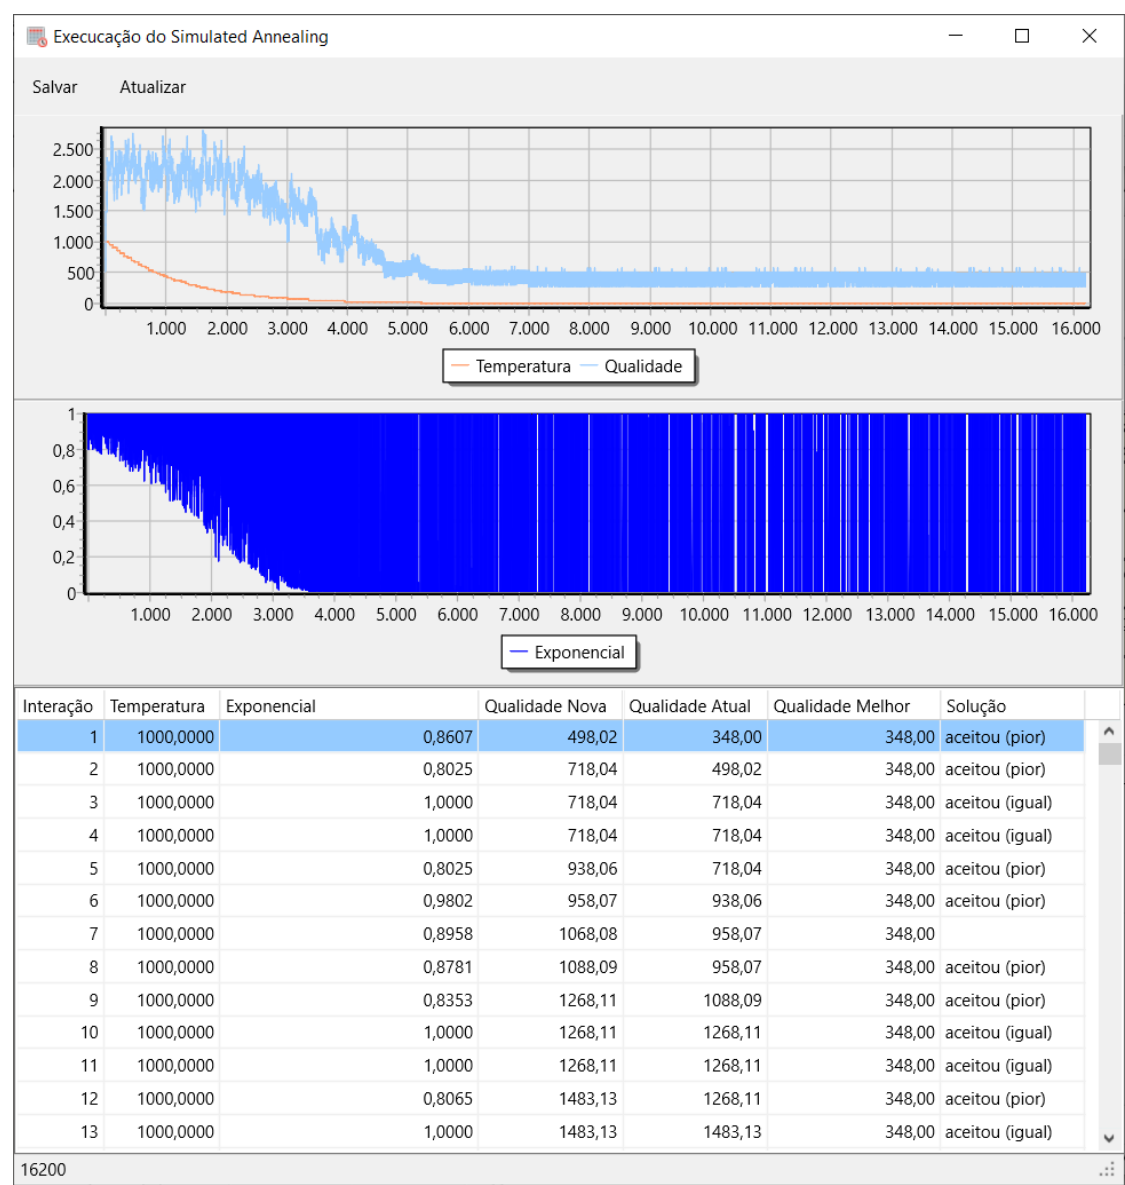 Execucação do Simulated Annealing
Salvar Atualizar
2.500
2.000
1.500
1.000
500
0
1.000 2.000 3.000 4.000 5.000 6.000 7.000 8.000 9.000 10.000 11.000 12.000 13.000 14.000 15.000 16.000
Temperatura Qualidade
1
0,8
0,6
0,4
0,2
0
1.000 2.000 3.000 4.000 5.000 6.000 7.000 8.000 9.000 10.000 11.000 12.000 13.000 14.000 15.000 16.000
Exponencial
Interação Temperatura Exponencial Qualidade Nova Qualidade Atual Qualidade Melhor Solução
1 1000,0000 0,8607 498,02 348,00 348,00 aceitou (pior)
2 1000,0000 0,8025 718,04 498,02 348,00 aceitou (pior)
3 1000,0000 1,0000 718,04 718,04 348,00 aceitou (igual)
4 1000,0000 1,0000 718,04 718,04 348,00 aceitou (igual)
5 1000,0000 0,8025 938,06 718,04 348,00 aceitou (pior)
6 1000,0000 0,9802 958,07 938,06 348,00 aceitou (pior)
7 1000,0000 0,8958 1068,08 958,07 348,00
8 1000,0000 0,8781 1088,09 958,07 348,00 aceitou (pior)
9 1000,0000 0,8353 1268,11 1088,09 348,00 aceitou (pior)
10 1000,0000 1,0000 1268,11 1268,11 348,00 aceitou (igual)
11 1000,0000 1,0000 1268,11 1268,11 348,00 aceitou (igual)
12 1000,0000 0,8065 1483,13 1268,11 348,00 aceitou (pior)
13 1000,0000 1,0000 1483,13 1483,13 348,00 aceitou (igual)
16200